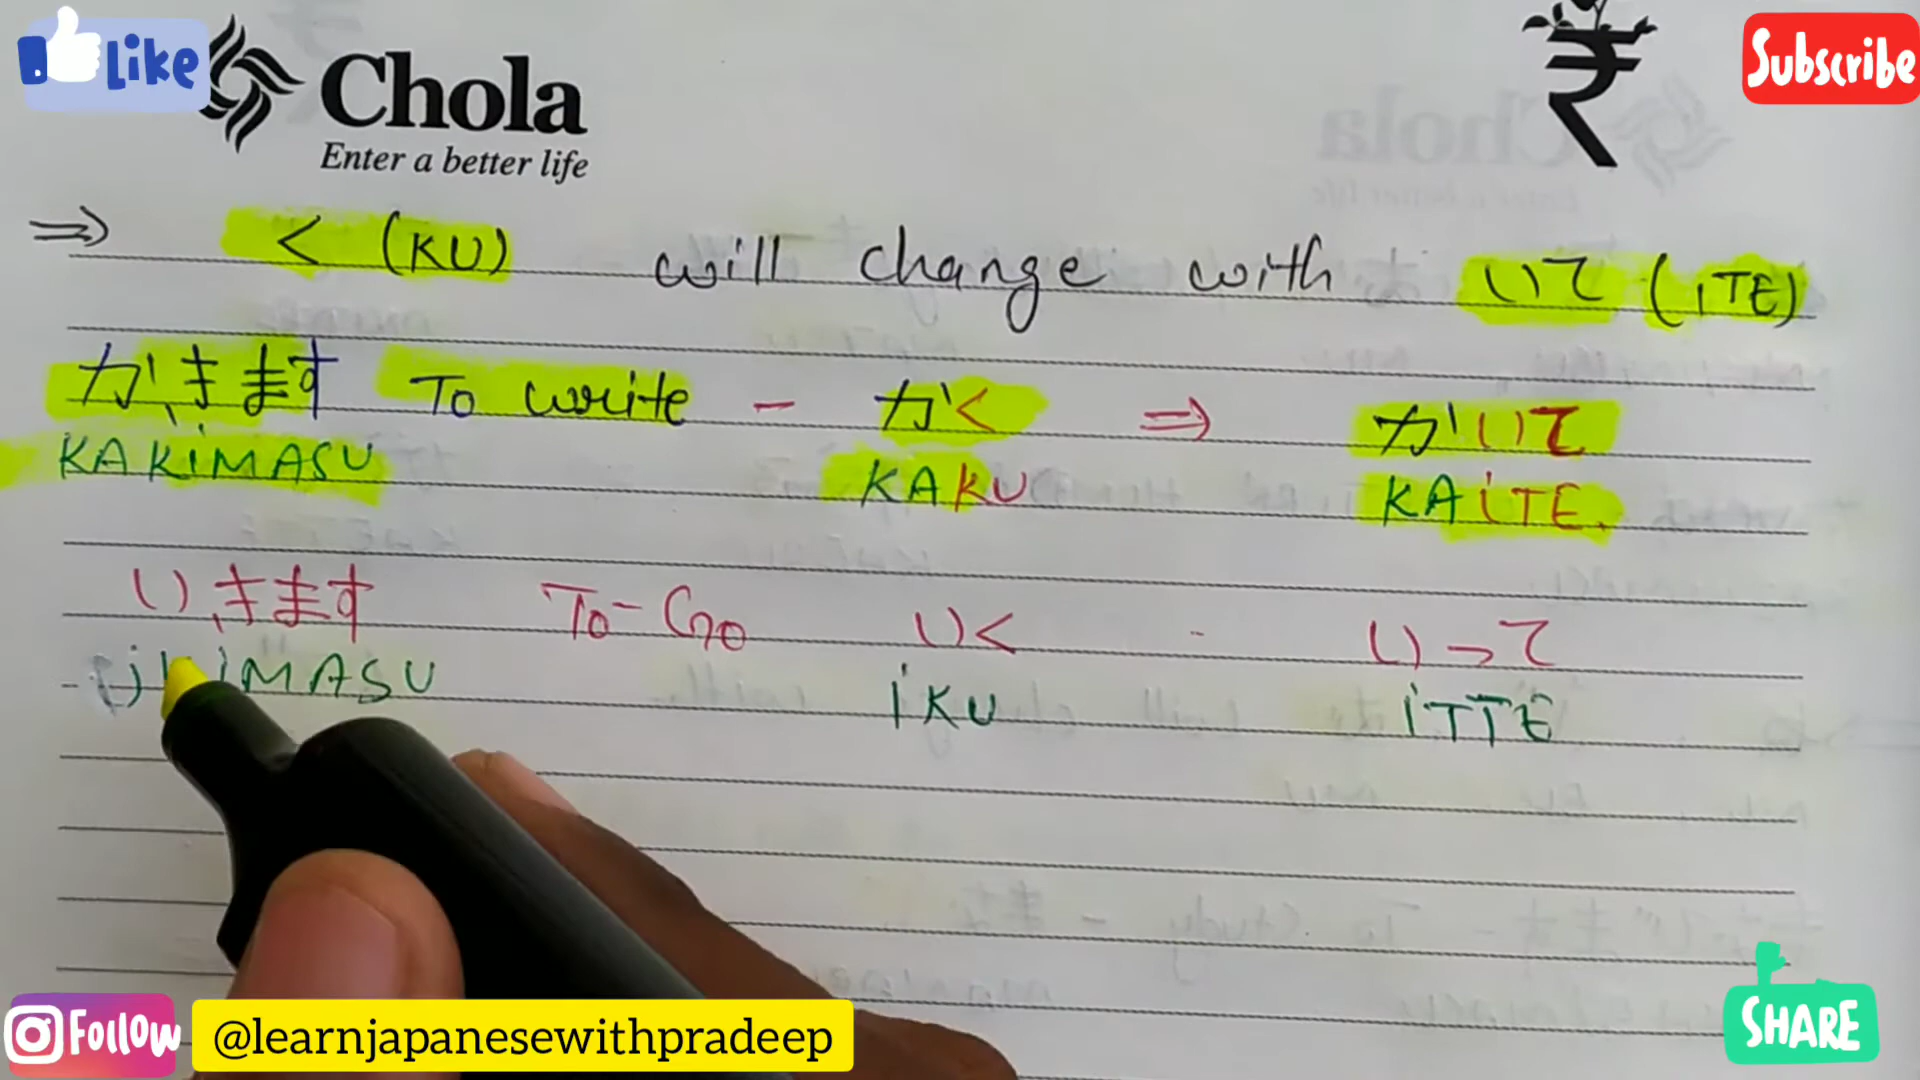 Like
Subscribe
Chola
Enter a better life
⇒ く (KU) will change with いて (iTE)
かきます To write - かく ⇒ かいて
KAKiMASU KAKU KAiTE.
いきます To-Go いく - いって
iKiMASU iKU iTTE
Follow
@learnjapanesewithpradeep
SHARE